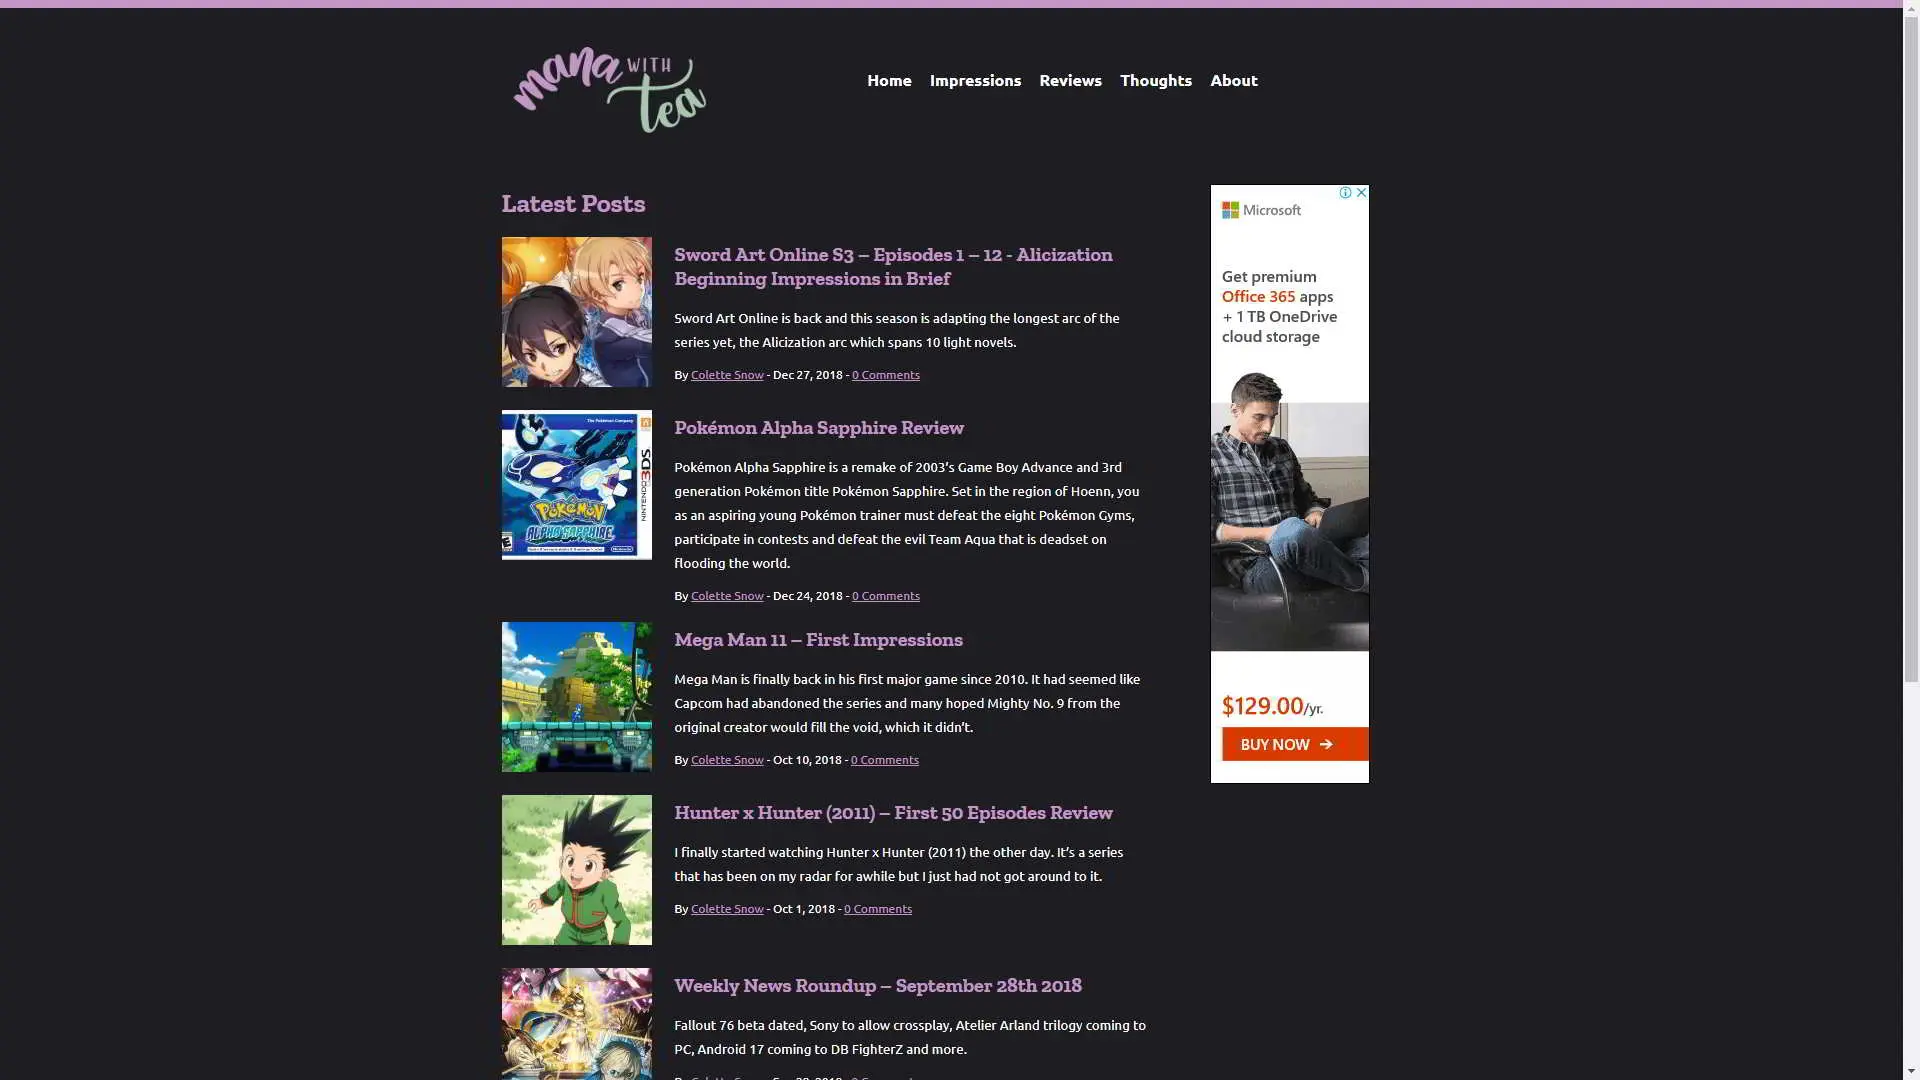 mana WITH tea
Home Impressions Reviews Thoughts About
Latest Posts
Sword Art Online S3 – Episodes 1 – 12 - Alicization
Beginning Impressions in Brief
Sword Art Online is back and this season is adapting the longest arc of the
series yet, the Alicization arc which spans 10 light novels.
By Colette Snow - Dec 27, 2018 - 0 Comments
The Pokémon Company
NINTENDO 3DS
POKéMON
ALPHA SAPPHIRE
Nintendo
Pokémon Alpha Sapphire Review
Pokémon Alpha Sapphire is a remake of 2003’s Game Boy Advance and 3rd
generation Pokémon title Pokémon Sapphire. Set in the region of Hoenn, you
as an aspiring young Pokémon trainer must defeat the eight Pokémon Gyms,
participate in contests and defeat the evil Team Aqua that is deadset on
flooding the world.
By Colette Snow - Dec 24, 2018 - 0 Comments
Mega Man 11 – First Impressions
Mega Man is finally back in his first major game since 2010. It had seemed like
Capcom had abandoned the series and many hoped Mighty No. 9 from the
original creator would fill the void, which it didn’t.
By Colette Snow - Oct 10, 2018 - 0 Comments
Hunter x Hunter (2011) – First 50 Episodes Review
I finally started watching Hunter x Hunter (2011) the other day. It’s a series
that has been on my radar for awhile but I just had not got around to it.
By Colette Snow - Oct 1, 2018 - 0 Comments
Weekly News Roundup – September 28th 2018
Fallout 76 beta dated, Sony to allow crossplay, Atelier Arland trilogy coming to
PC, Android 17 coming to DB FighterZ and more.
Microsoft
Get premium
Office 365 apps
+ 1 TB OneDrive
cloud storage
$129.00/yr.
BUY NOW →